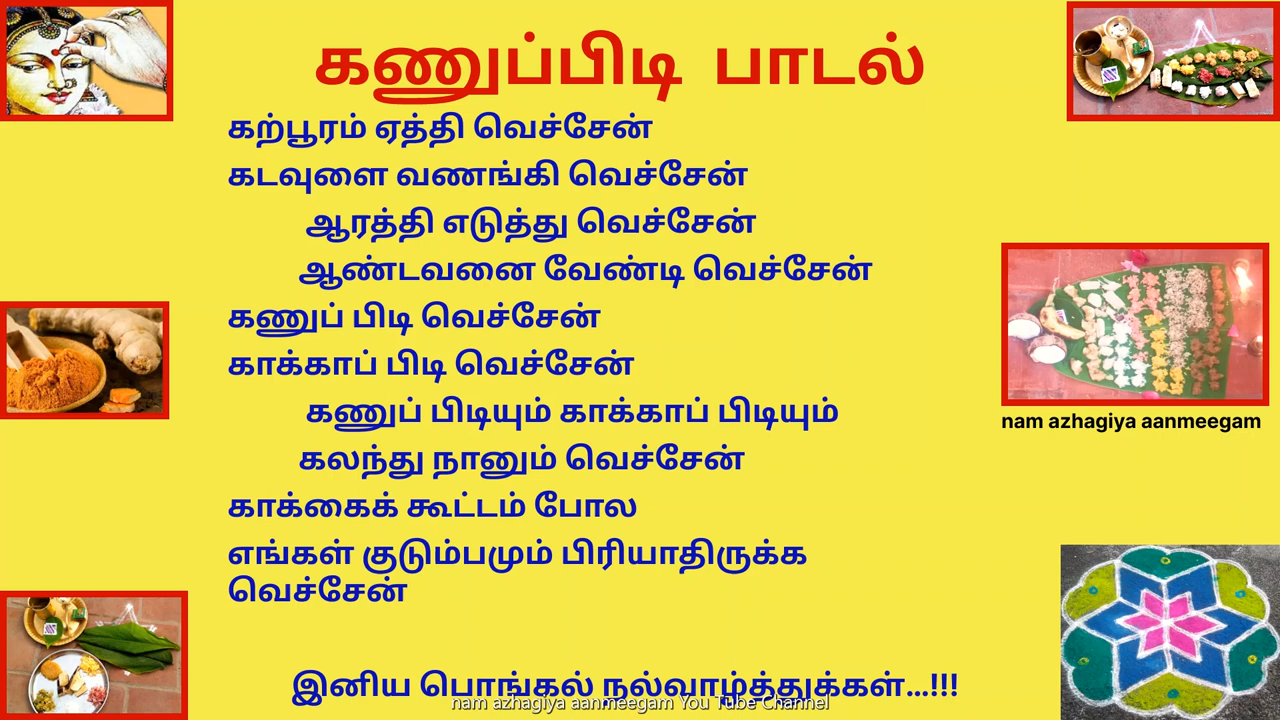 கணுப்பிடி பாடல்
கற்பூரம் ஏத்தி வெச்சேன்
கடவுளை வணங்கி வெச்சேன்
ஆரத்தி எடுத்து வெச்சேன்
ஆண்டவனை வேண்டி வெச்சேன்
கணுப் பிடி வெச்சேன்
காக்காப் பிடி வெச்சேன்
கணுப் பிடியும் காக்காப் பிடியும்
கலந்து நானும் வெச்சேன்
காக்கைக் கூட்டம் போல
எங்கள் குடும்பமும் பிரியாதிருக்க
வெச்சேன்
இனிய பொங்கல் நல்வாழ்த்துக்கள்...!!!
nam azhagiya aanmeegam You Tube Channel
nam azhagiya aanmeegam